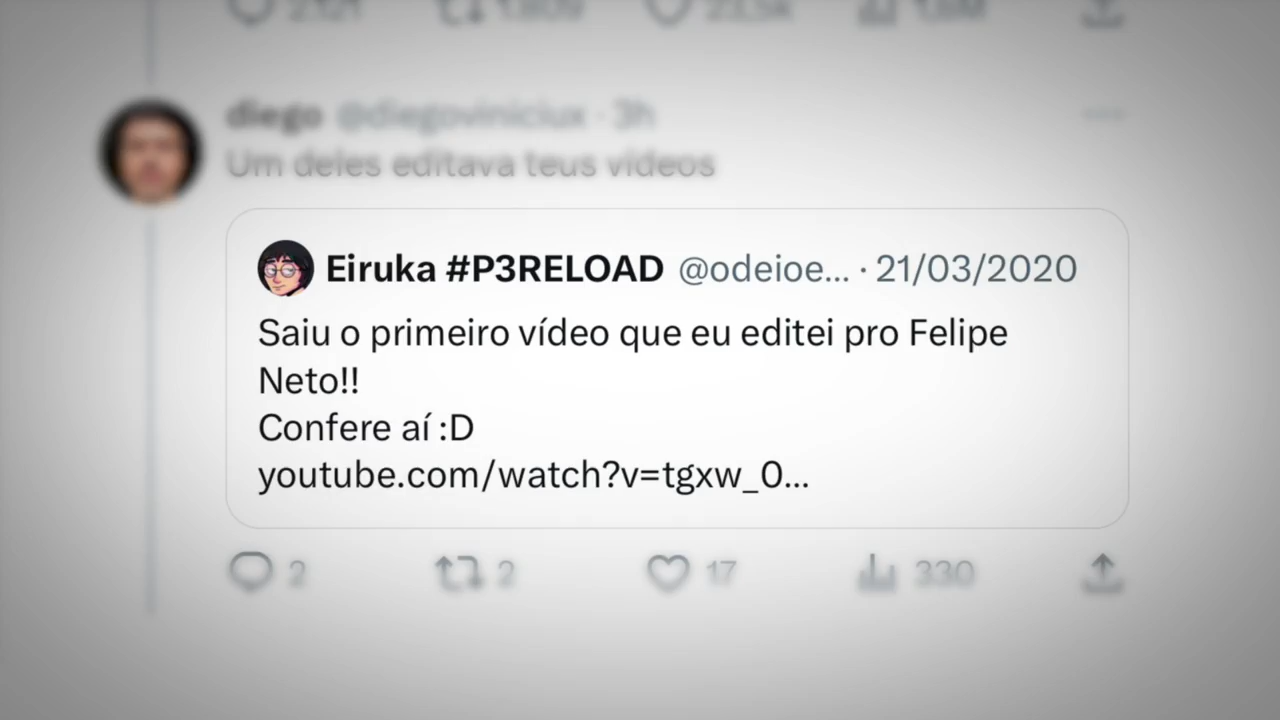 diego @diegoviniciux · 3h
Um deles editava teus vídeos
Eiruka #P3RELOAD @odeioe... · 21/03/2020
Saiu o primeiro vídeo que eu editei pro Felipe
Neto!!
Confere aí :D
youtube.com/watch?v=tgxw_0...
2 2 17 330